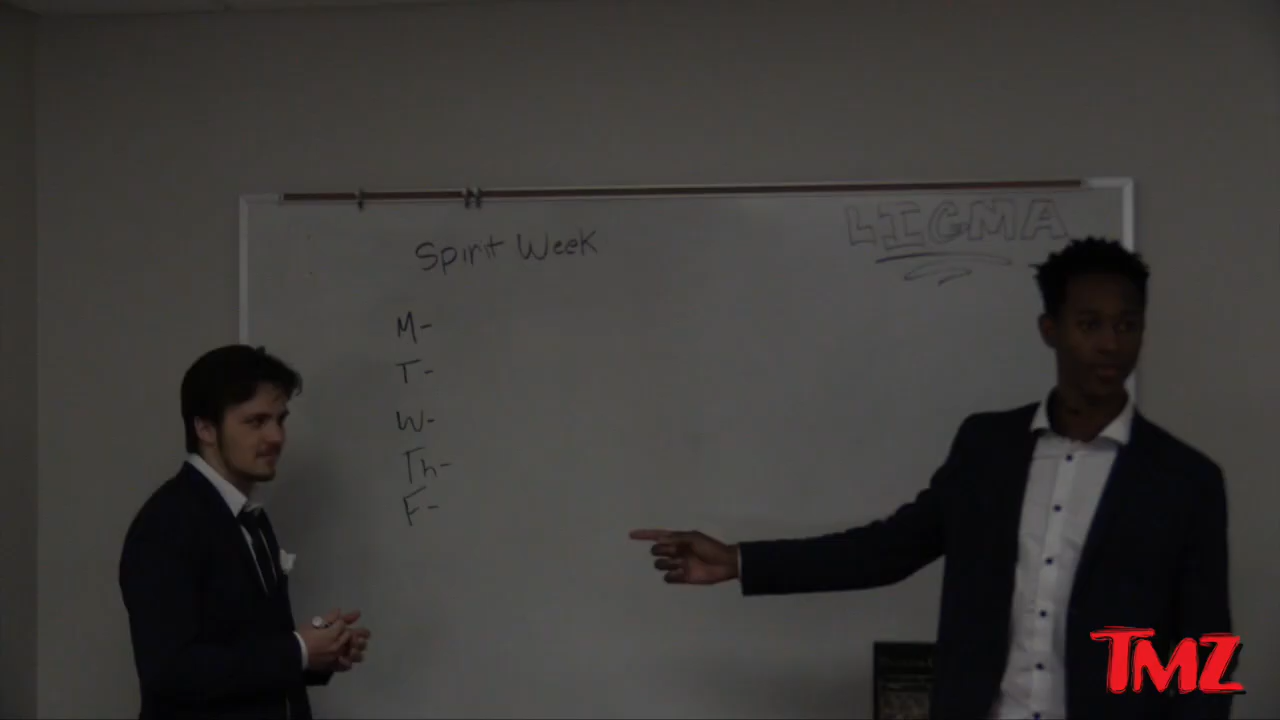 LIGMA
Spirit Week
M-
T-
W-
Th-
F-
TMZ